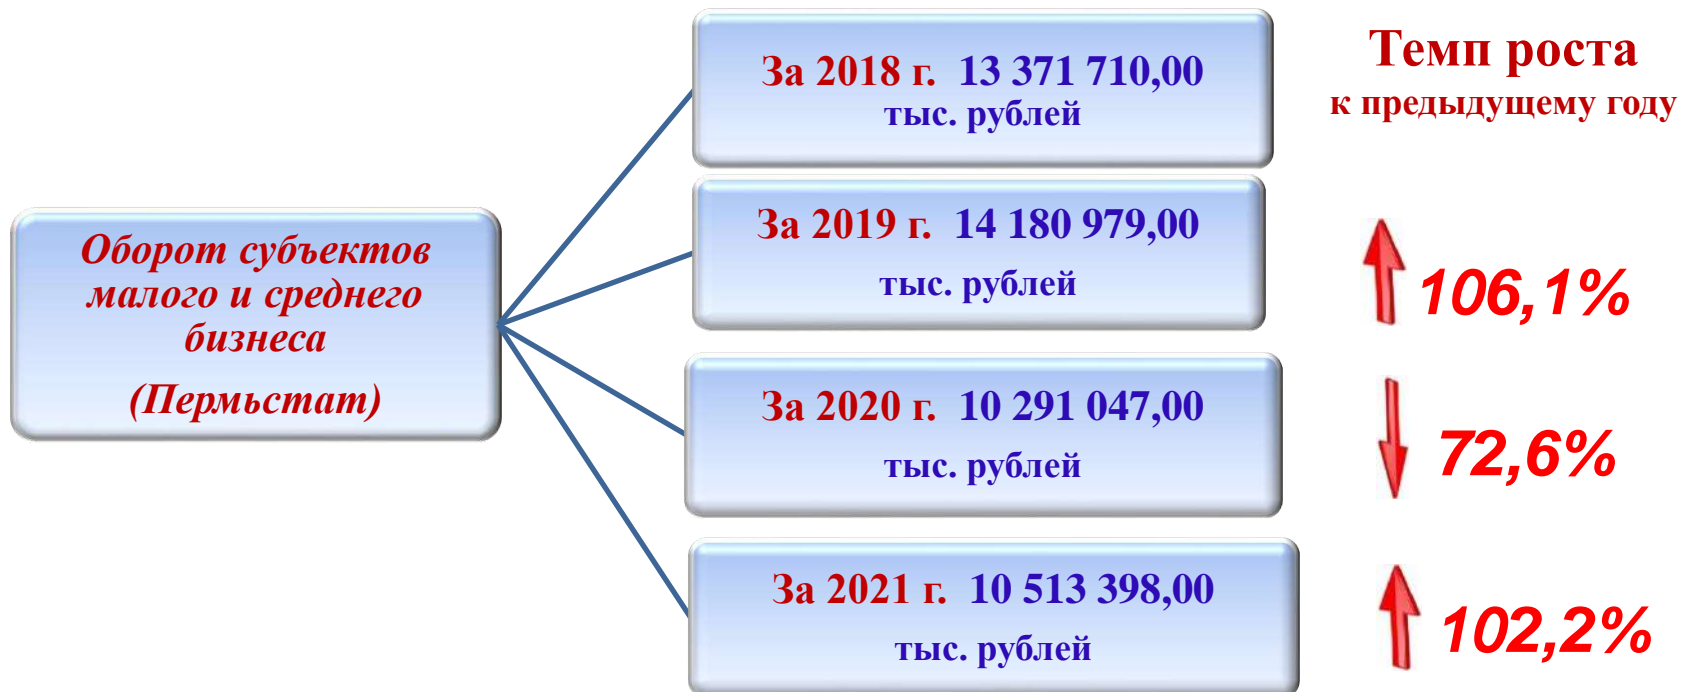 Оборот субъектов
малого и среднего
бизнеса
(Пермьстат)
За 2018 г. 13 371 710,00
тыс. рублей
За 2019 г. 14 180 979,00
тыс. рублей
За 2020 г. 10 291 047,00
тыс. рублей
За 2021 г. 10 513 398,00
тыс. рублей
Темп роста
к предыдущему году
106,1%
72,6%
102,2%